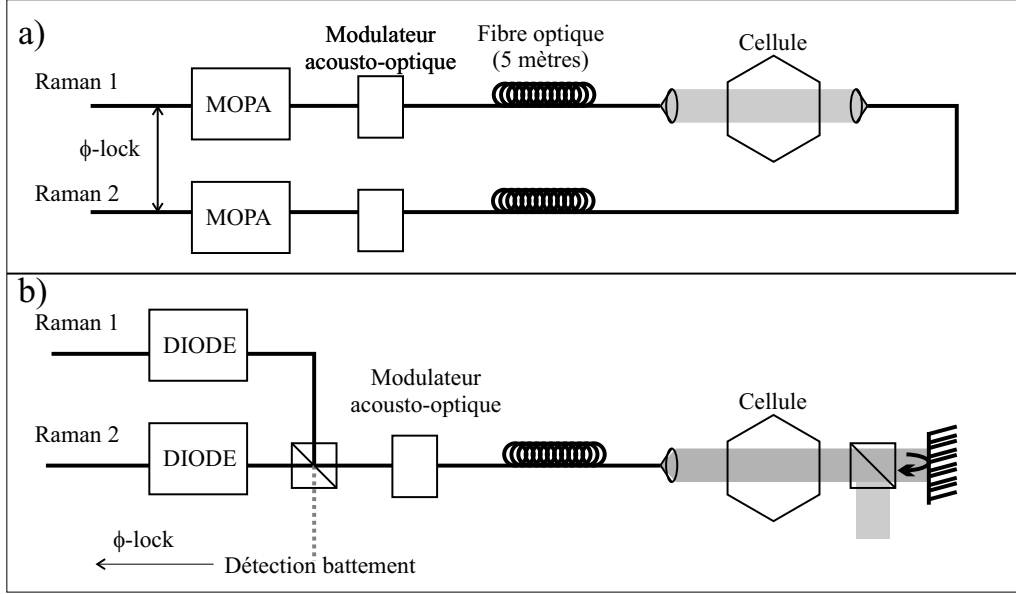 a)
Raman 1
MOPA
Modulateur
acousto-optique
Fibre optique
(5 mètres)
Cellule
ϕ-lock
Raman 2
MOPA
b)
Raman 1
DIODE
Modulateur
acousto-optique
Cellule
Raman 2
DIODE
ϕ-lock
Détection battement